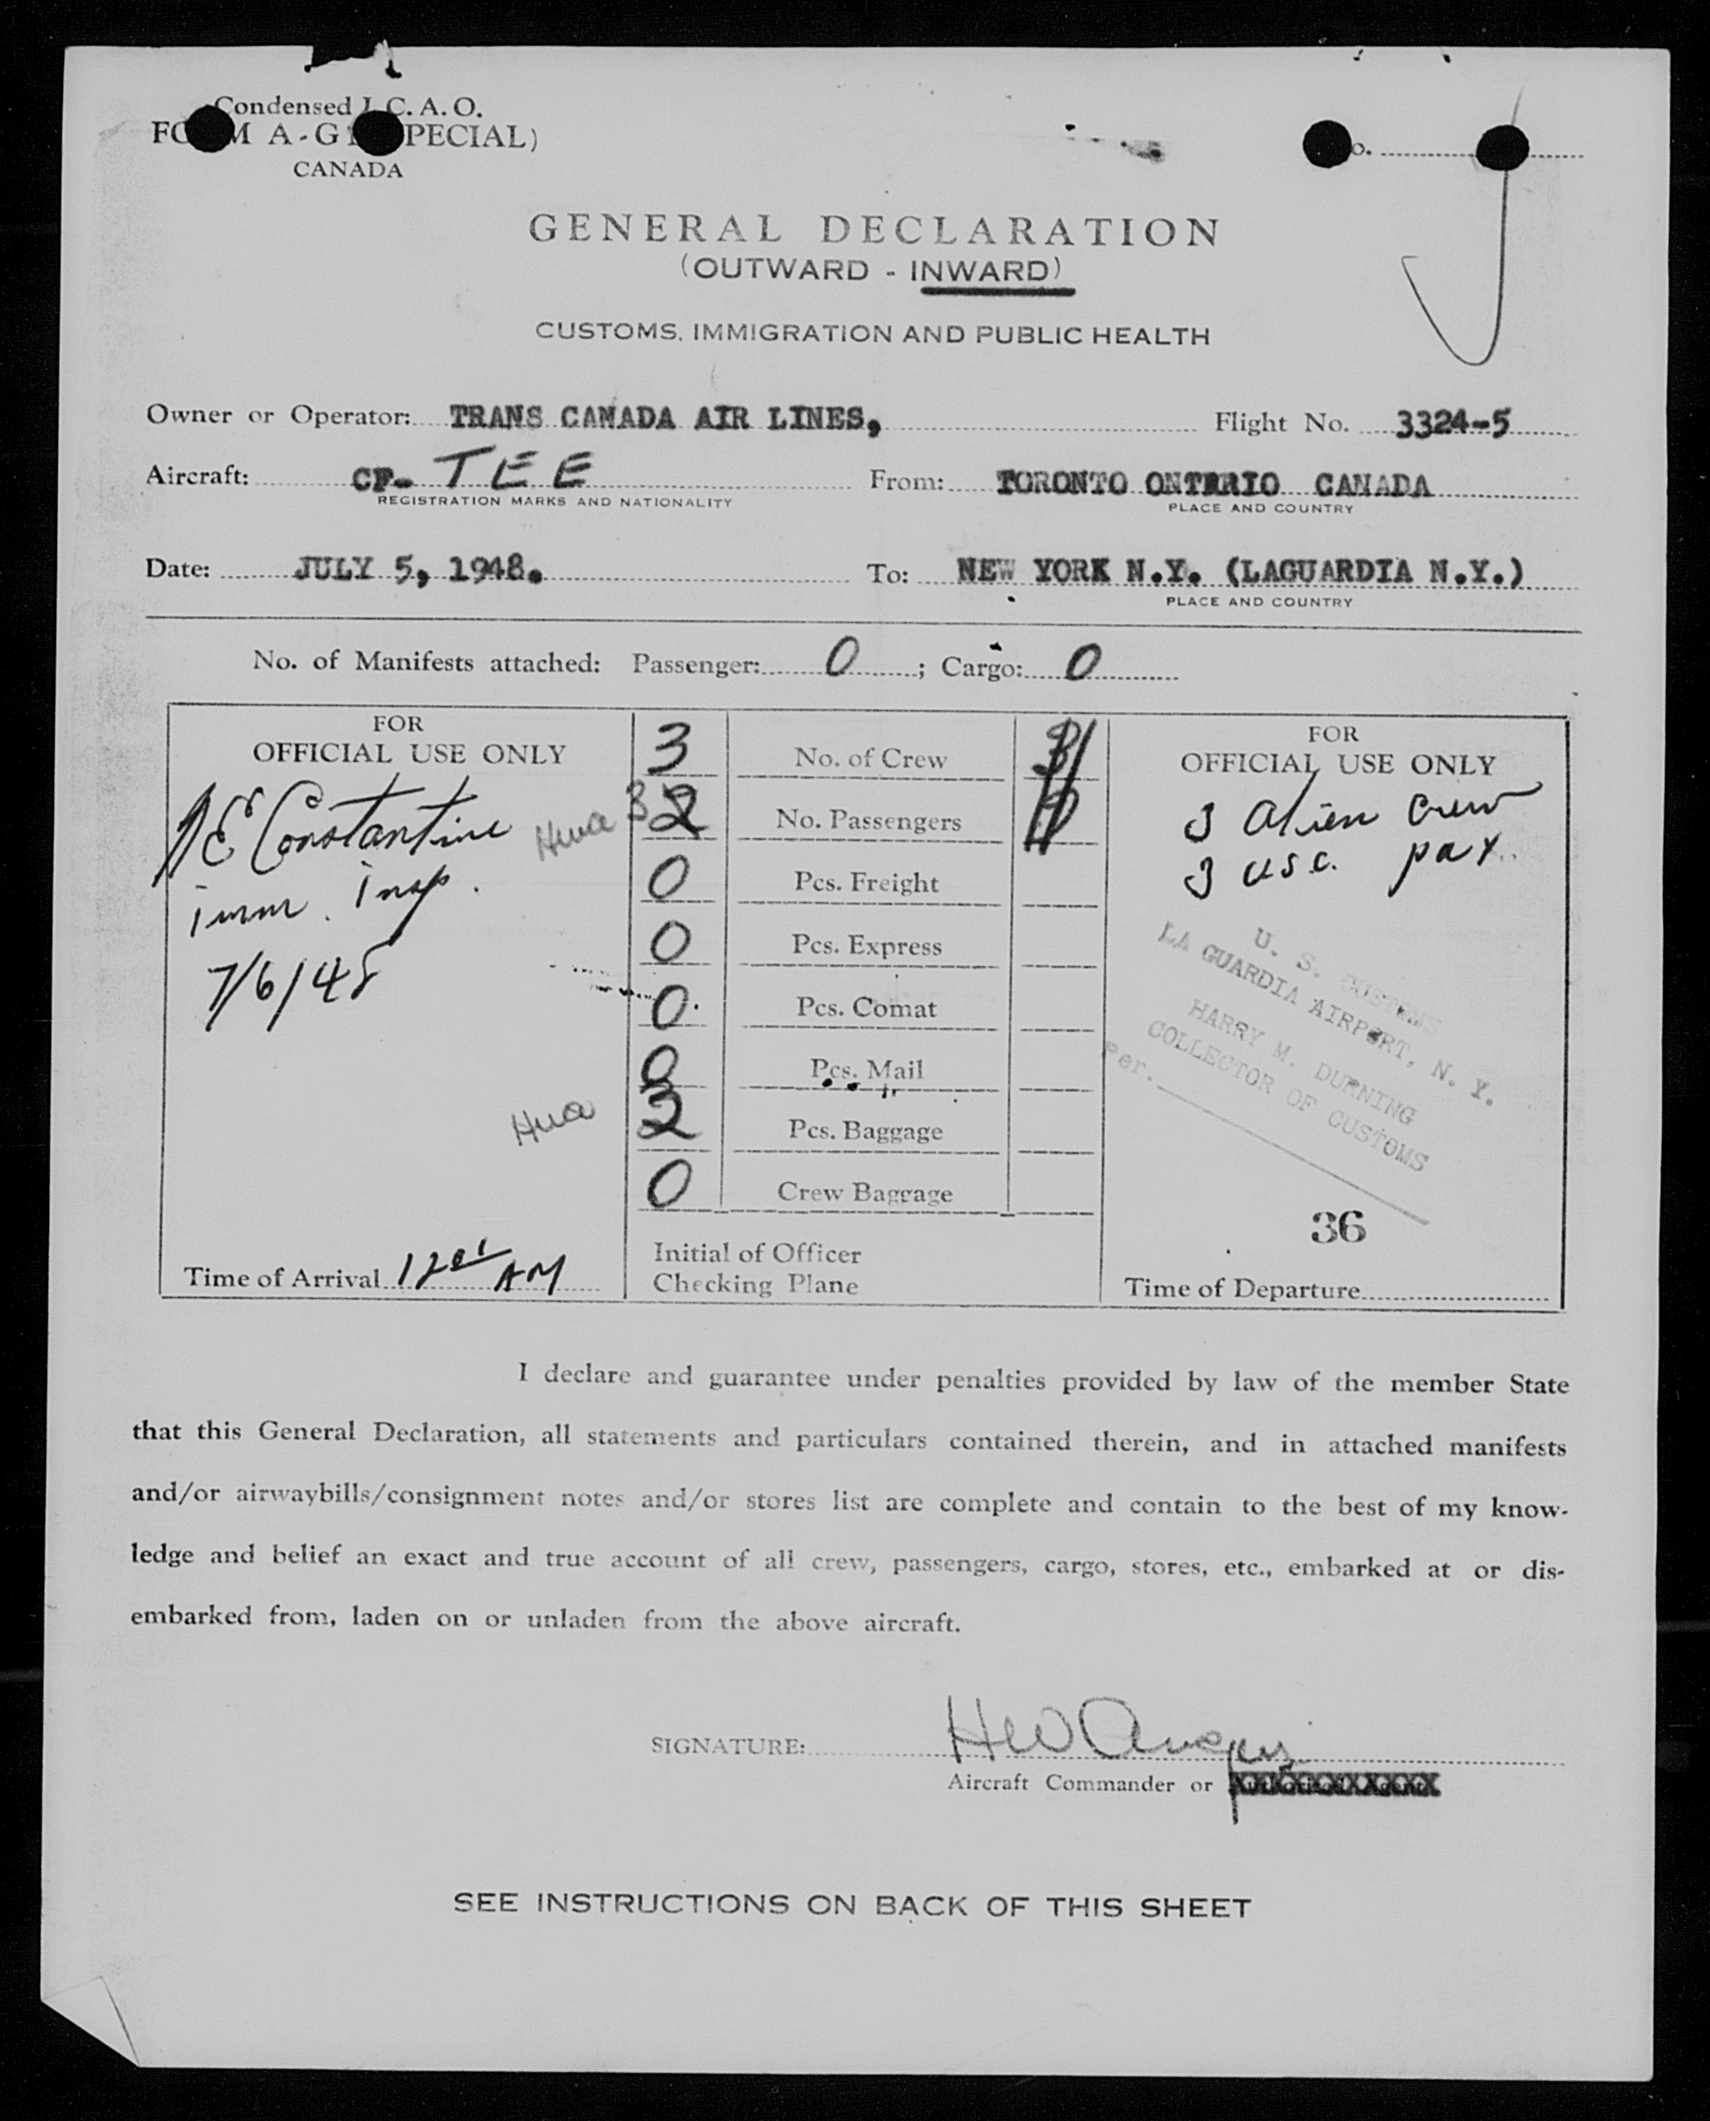 Condensed I. C. A. O.
FORM A-G1 (SPECIAL)
CANADA
No.
GENERAL DECLARATION
(OUTWARD - INWARD)
CUSTOMS, IMMIGRATION AND PUBLIC HEALTH
Owner or Operator: TRANS CANADA AIR LINES, Flight No. 3324-5
Aircraft: CF- TEE From: TORONTO ONTARIO CANADA
REGISTRATION MARKS AND NATIONALITY PLACE AND COUNTRY
Date: JULY 5, 1948. To: NEW YORK N.Y. (LAGUARDIA N.Y.)
PLACE AND COUNTRY
No. of Manifests attached: Passenger: 0 ; Cargo: 0
FOR
OFFICIAL USE ONLY
Constantine
Imm. Insp.
7/6/48
Time of Arrival 1201 AM
3 No. of Crew 3
Hwa 3 2 No. Passengers
0 Pcs. Freight
0 Pcs. Express
0 Pcs. Comat
0 Pcs. Mail
Hwa Pcs. Baggage
0 Crew Baggage
Initial of Officer
Checking Plane
FOR
OFFICIAL USE ONLY
3 Alien Crew
3 USC. pax.
U. S. CUSTOMS
LA GUARDIA AIRPORT, N. Y.
HARRY M. DURNING
COLLECTOR OF CUSTOMS
Per.
36
Time of Departure
I declare and guarantee under penalties provided by law of the member State
that this General Declaration, all statements and particulars contained therein, and in attached manifests
and/or airwaybills/consignment notes and/or stores list are complete and contain to the best of my know-
ledge and belief an exact and true account of all crew, passengers, cargo, stores, etc., embarked at or dis-
embarked from, laden on or unladen from the above aircraft.
SIGNATURE: HW
Aircraft Commander or
SEE INSTRUCTIONS ON BACK OF THIS SHEET